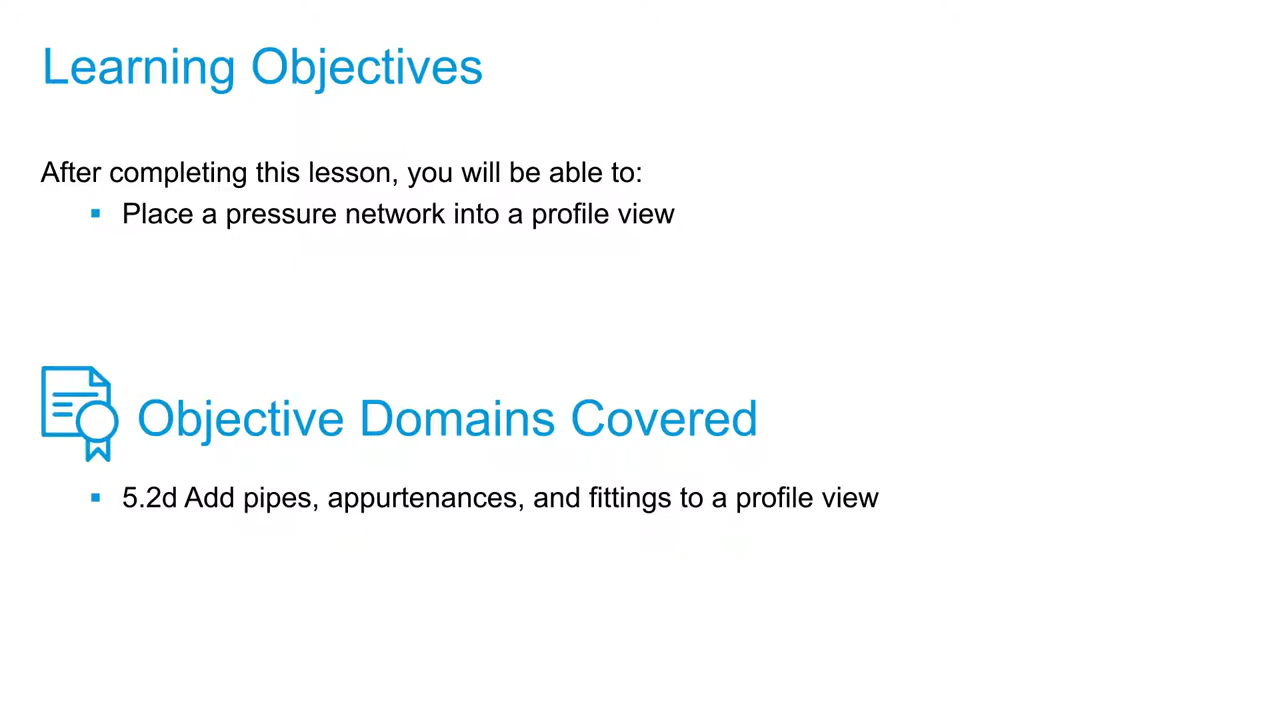 Learning Objectives
After completing this lesson, you will be able to:
▪ Place a pressure network into a profile view
Objective Domains Covered
▪ 5.2d Add pipes, appurtenances, and fittings to a profile view